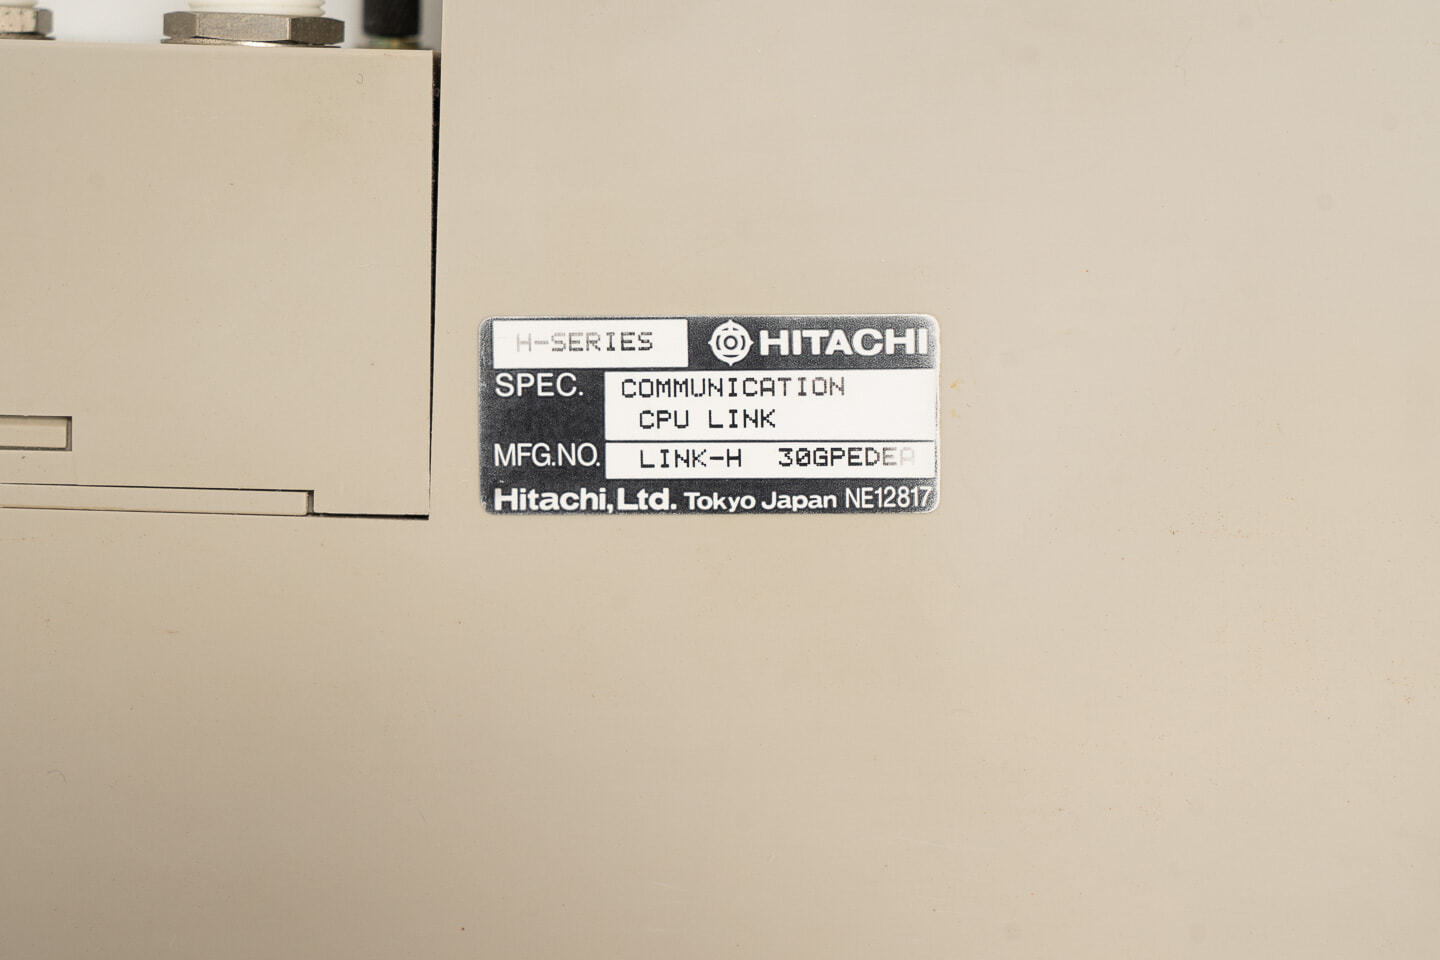 H-SERIES HITACHI
SPEC. COMMUNICATION
CPU LINK
MFG.NO. LINK-H 30GPEDEA
Hitachi,Ltd. Tokyo Japan NE12817